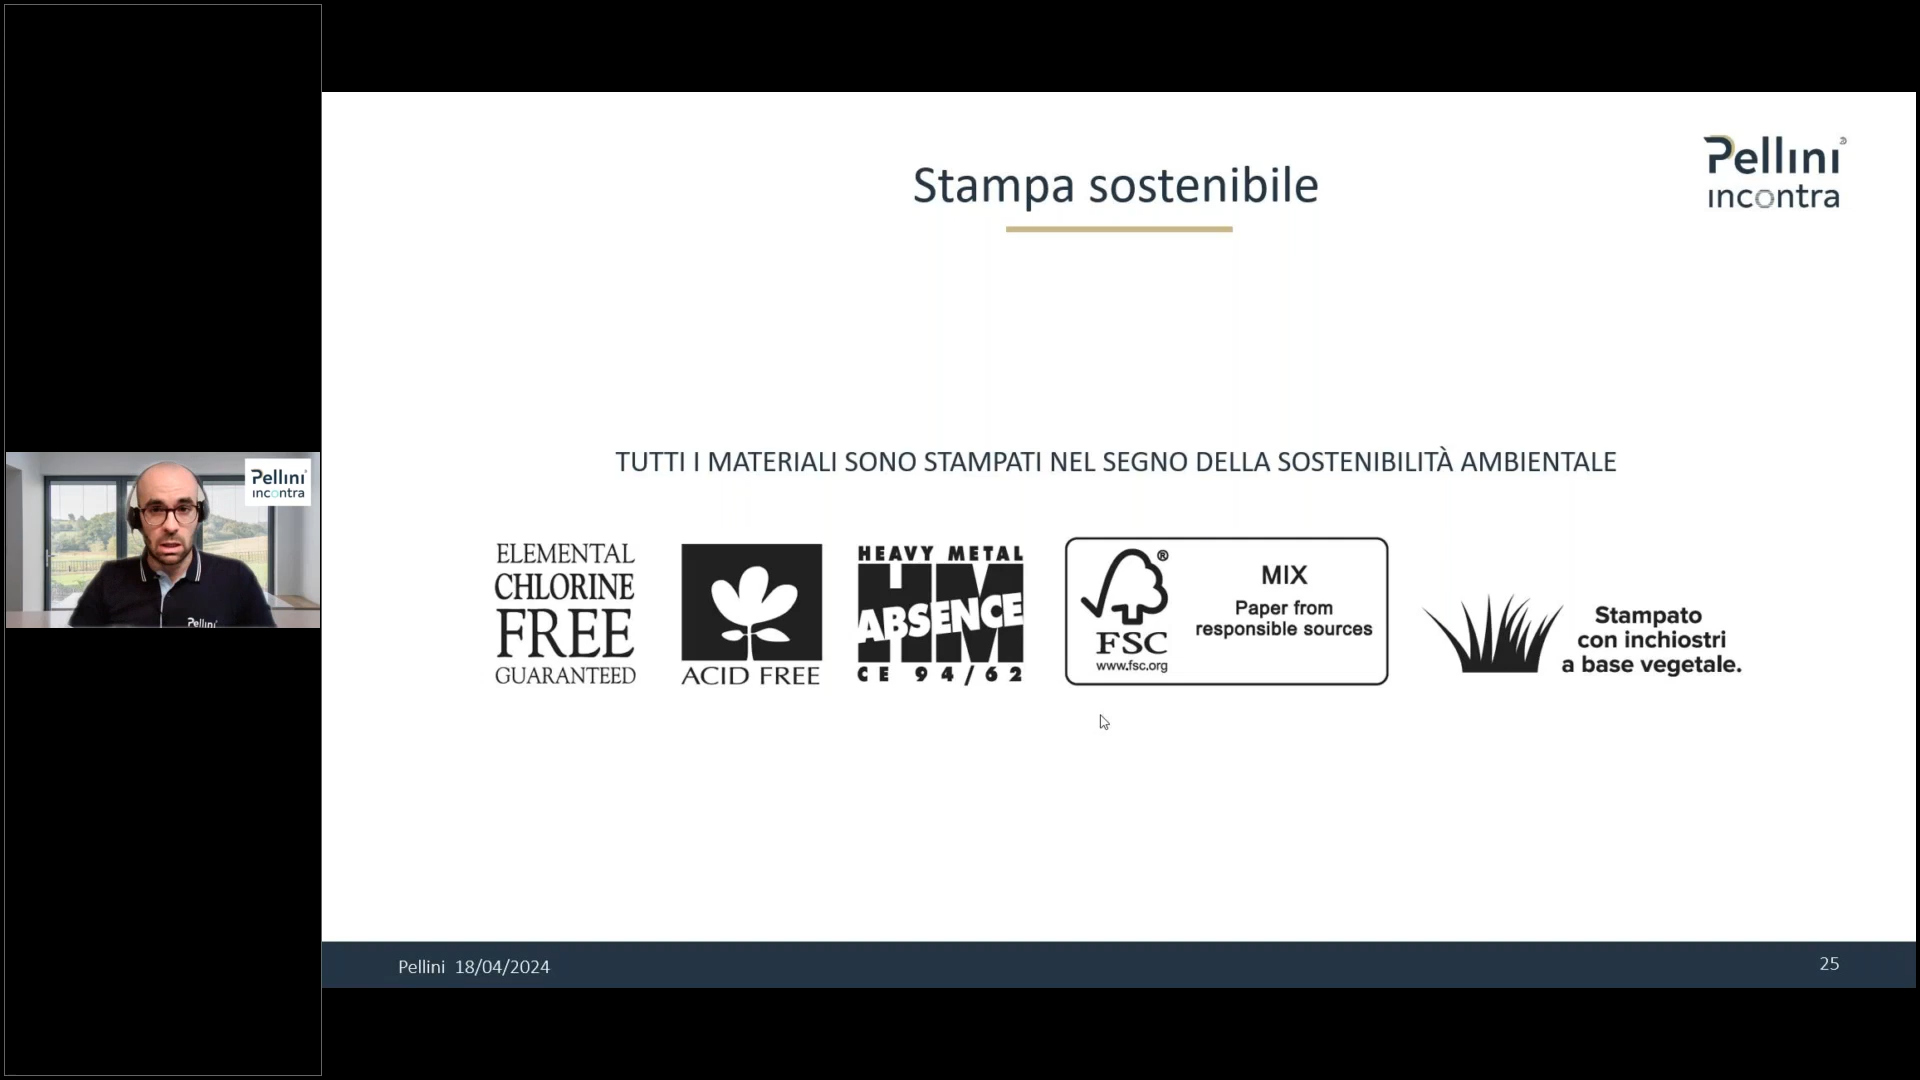 Pellini
incontra
Pellini
Stampa sostenibile
Pellini
incontra
TUTTI I MATERIALI SONO STAMPATI NEL SEGNO DELLA SOSTENIBILITÀ AMBIENTALE
ELEMENTAL
CHLORINE
FREE
GUARANTEED
ACID FREE
HEAVY METAL
HM
ABSENCE
CE 94/62
FSC®
www.fsc.org
MIX
Paper from
responsible sources
Stampato
con inchiostri
a base vegetale.
Pellini 18/04/2024
25